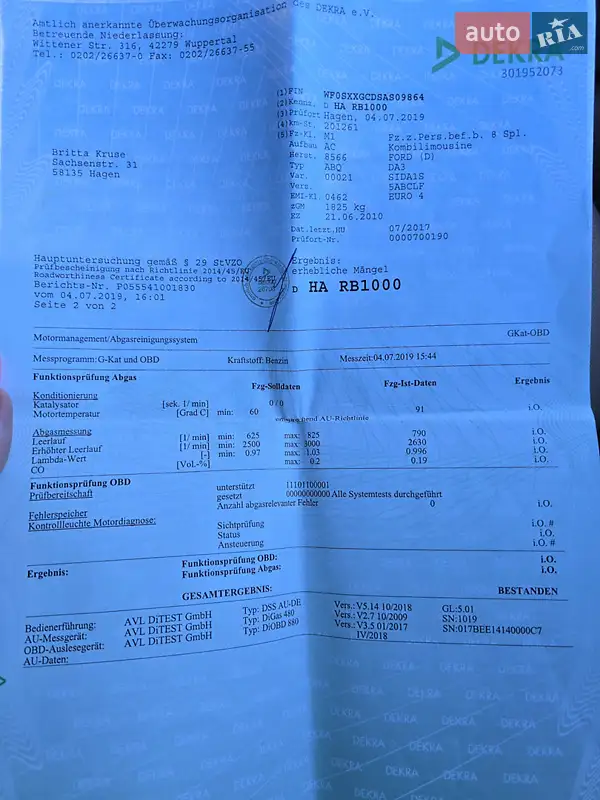 Amtlich anerkannte Überwachungsorganisation des DEKRA e.V.
Betreuende Niederlassung:
Wittener Str. 316, 42279 Wuppertal
Tel.: 0202/26637-0 Fax: 0202/26637-55
auto RIA .com
DEKRA
301952073
(1) FIN WF0SXXGCDSAS09864
(2) Kennz. D HA RB1000
(3) Prüfort Hagen, 04.07.2019
(4) km-St. 201261
(5) Fz-Kl. M1 Fz.z.Pers.bef.b. 8 Spl.
Aufbau AC Kombilimousine
Herst. 8566 FORD (D)
Typ ABQ DA3
Var. 00021 SIDA1S
Vers. 5ABCLF
EMI-Kl. 0462 EURO 4
zGM 1825 kg
EZ 21.06.2010
Dat.letzt.HU 07/2017
Prüfort-Nr. 0000700190
Britta Kruse
Sachsenstr. 31
58135 Hagen
Hauptuntersuchung gemäß § 29 StVZO
Prüfbescheinigung nach Richtlinie 2014/45/EU
Roadworthiness Certificate according to 2014/45/EU
Berichts-Nr. P05554100183​0
vom 04.07.2019, 16:01
Seite 2 von 2
Ergebnis:
erhebliche Mängel
D HA RB1000
Motormanagement/Abgasreinigungssystem GKat-OBD
Messprogramm: G-Kat und OBD Kraftstoff: Benzin Messzeit: 04.07.2019 15:44
Funktionsprüfung Abgas Fzg-Solldaten Fzg-Ist-Daten Ergebnis
Konditionierung
Katalysator [sek. 1/ min] 0 / 0
Motortemperatur [Grad C] min: 60 91 i.O.
AU-Richtlinie
Abgasmessung
Leerlauf [1/ min] min: 625 max: 825 790 i.O.
Erhöhter Leerlauf [1/ min] min: 2500 max: 3000 2630 i.O.
Lambda-Wert [-] min: 0.97 max: 1.03 0.996 i.O.
CO [Vol.-%] max: 0.2 0.19 i.O.
Funktionsprüfung OBD
Prüfbereitschaft unterstützt 11101100001
gesetzt 00000000000 Alle Systemtests durchgeführt
Fehlerspeicher Anzahl abgasrelevanter Fehler 0 i.O.
Kontrollleuchte Motordiagnose: Sichtprüfung i.O. #
Status i.O.
Ansteuerung i.O. #
Ergebnis: Funktionsprüfung OBD: i.O.
Funktionsprüfung Abgas: i.O.
GESAMTERGEBNIS: BESTANDEN
Bedienerführung: AVL DiTEST GmbH Typ: DSS AU-DE Vers.: V5.14 10/2018 GL:5.01
AU-Messgerät: AVL DiTEST GmbH Typ: DiGas 480 Vers.: V2.7 10/2009 SN:1019
OBD-Auslesegerät: AVL DiTEST GmbH Typ: DiOBD 880 Vers.: V3.5 01/2017 SN:017BEE14140000C7
AU-Daten: IV/2018